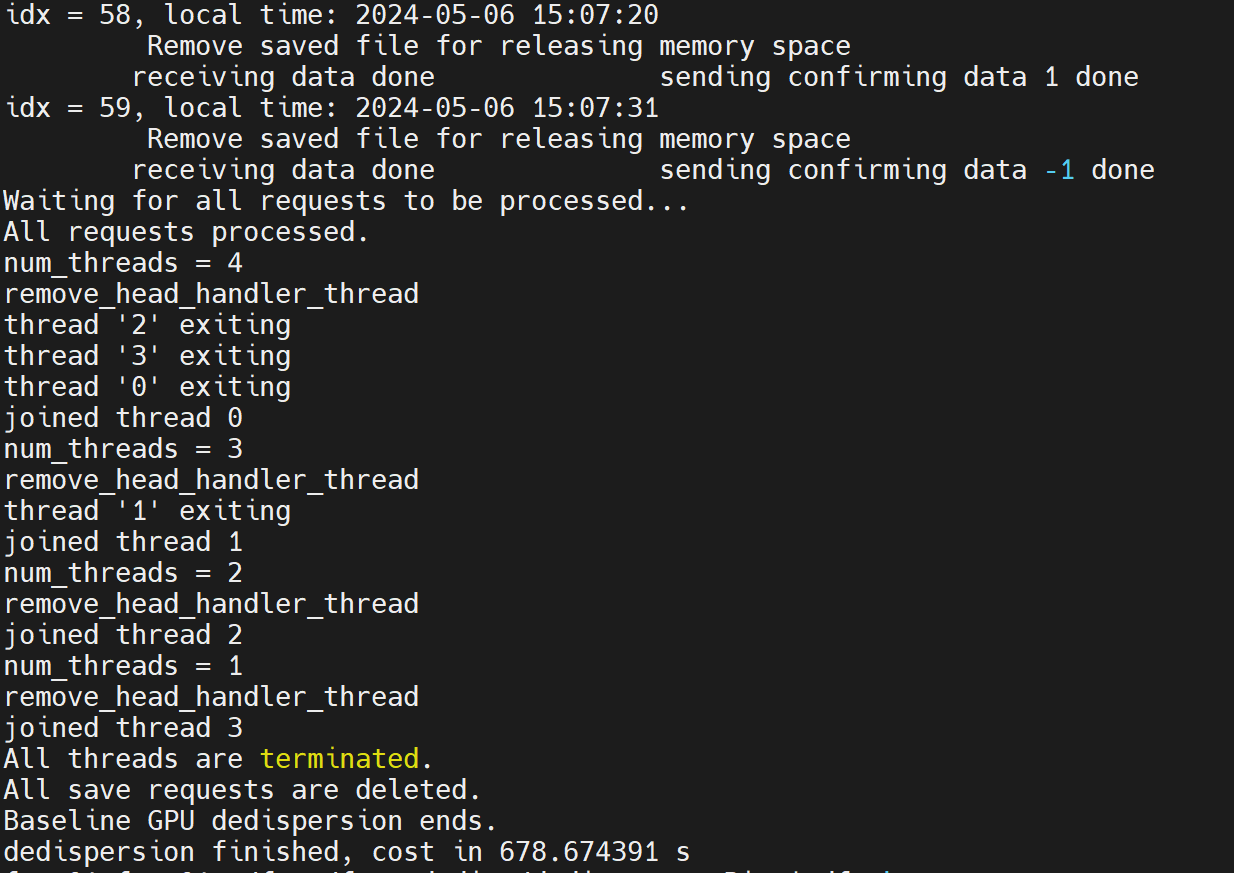 idx = 58, local time: 2024-05-06 15:07:20
Remove saved file for releasing memory space
receiving data done sending confirming data 1 done
idx = 59, local time: 2024-05-06 15:07:31
Remove saved file for releasing memory space
receiving data done sending confirming data -1 done
Waiting for all requests to be processed...
All requests processed.
num_threads = 4
remove_head_handler_thread
thread '2' exiting
thread '3' exiting
thread '0' exiting
joined thread 0
num_threads = 3
remove_head_handler_thread
thread '1' exiting
joined thread 1
num_threads = 2
remove_head_handler_thread
joined thread 2
num_threads = 1
remove_head_handler_thread
joined thread 3
All threads are terminated.
All save requests are deleted.
Baseline GPU dedispersion ends.
dedispersion finished, cost in 678.674391 s